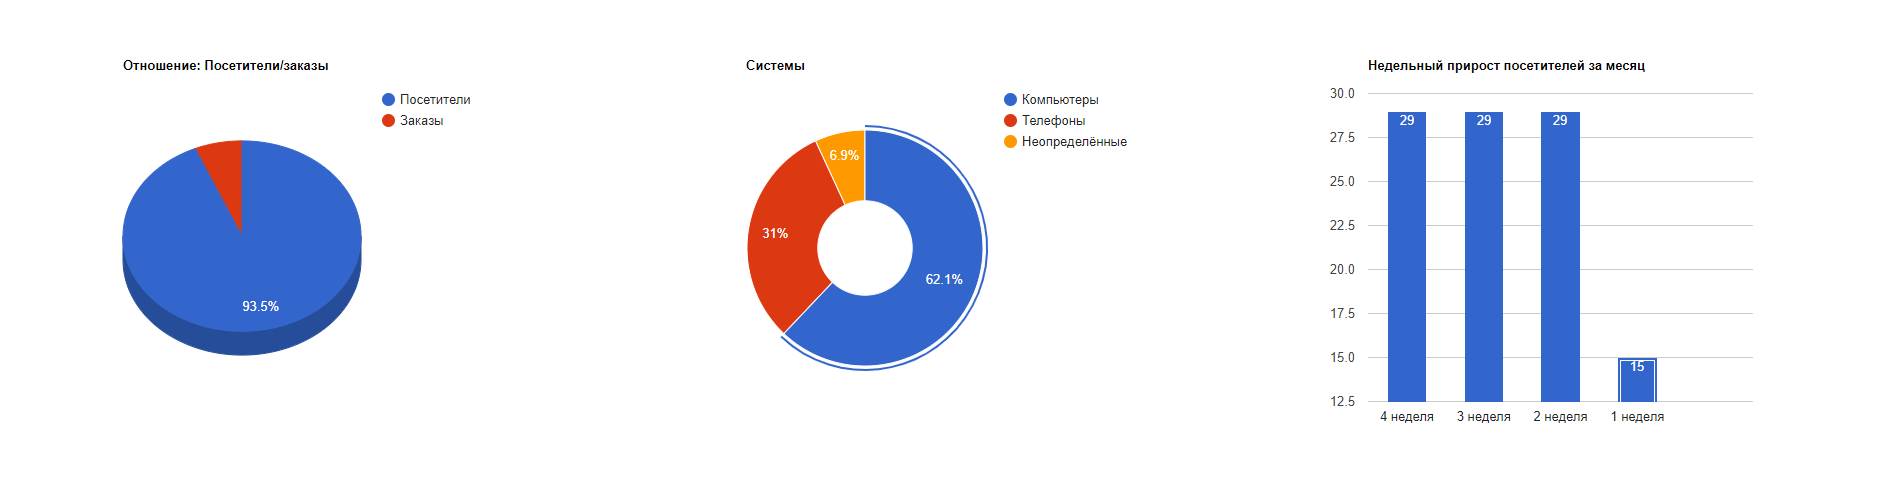 Отношение: Посетители/заказы
Посетители
Заказы
93.5%
Системы
Компьютеры
Телефоны
Неопределённые
6.9%
31%
62.1%
Недельный прирост посетителей за месяц
30.0
27.5
25.0
22.5
20.0
17.5
15.0
12.5
29
29
29
15
4 неделя
3 неделя
2 неделя
1 неделя